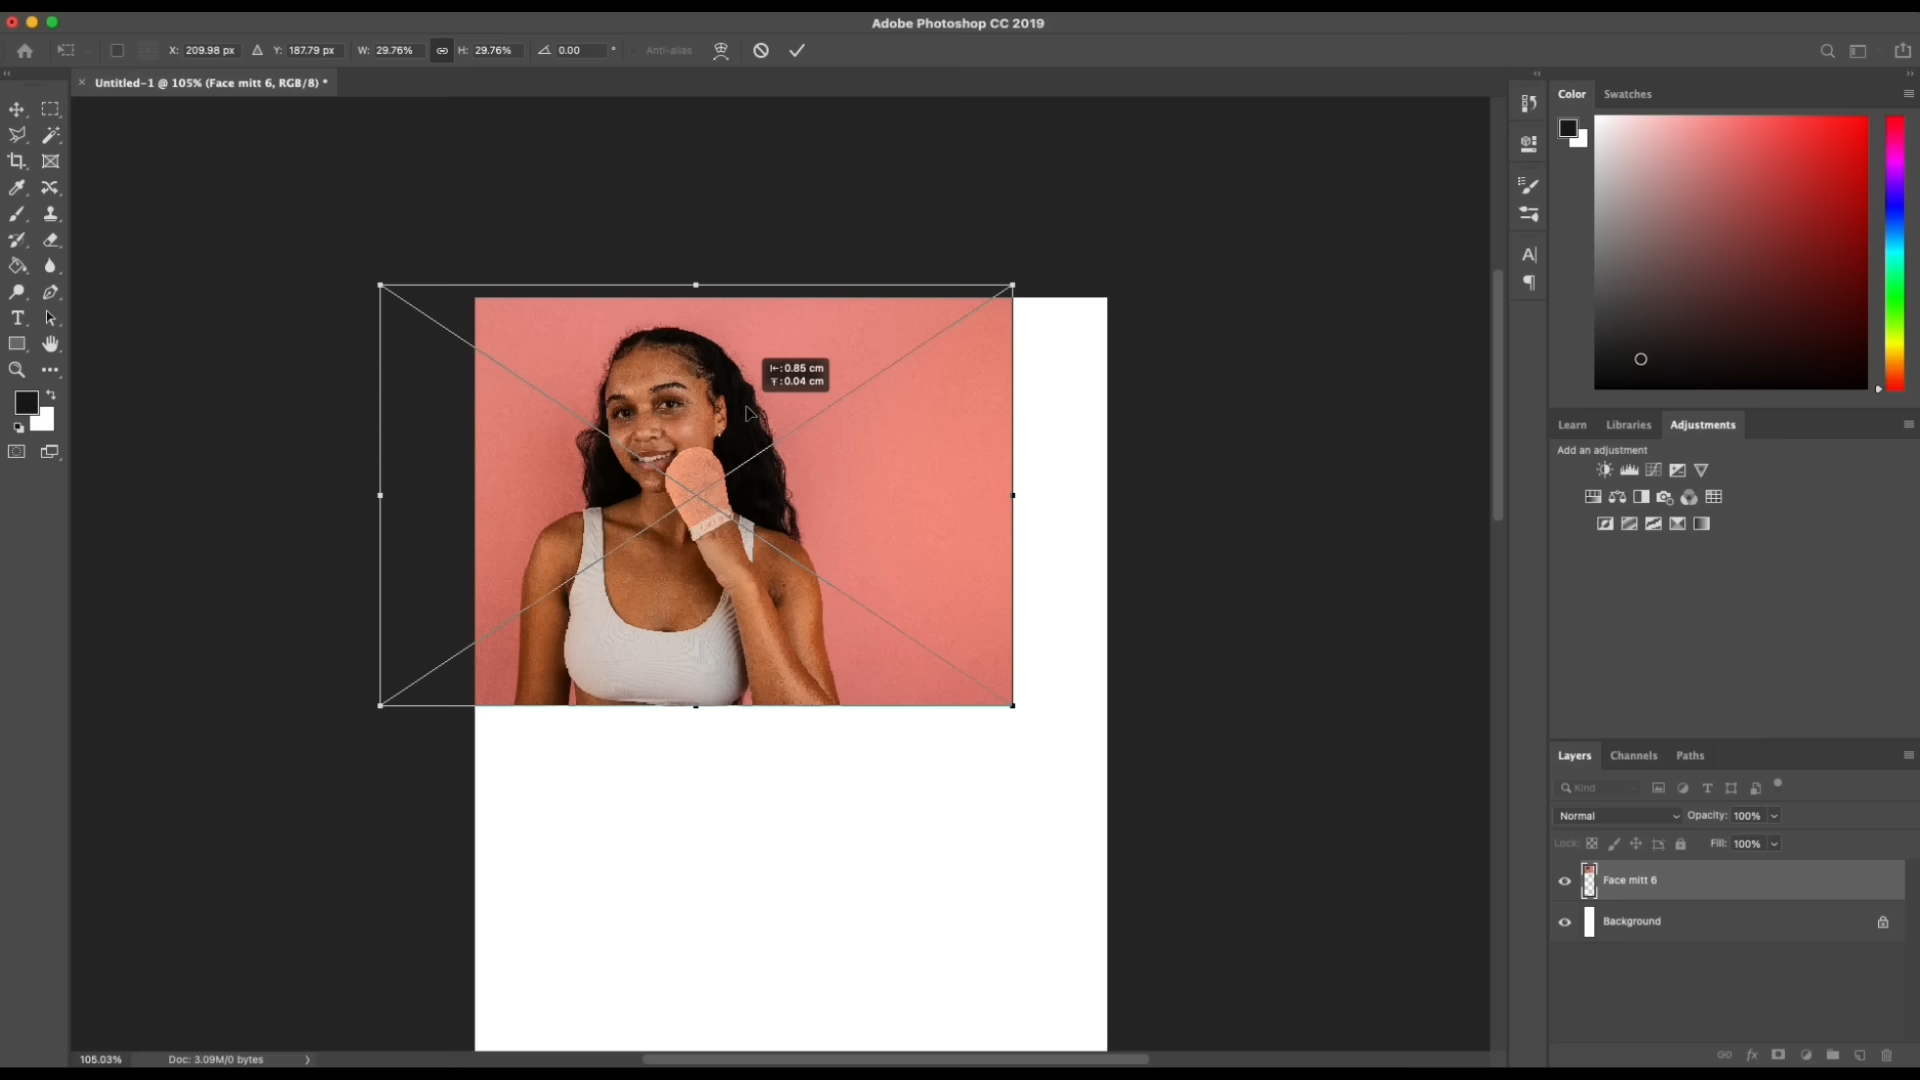 Adobe Photoshop CC 2019
X: 209.98 px Y: 187.79 px W: 29.76% H: 29.76% 0.00 ° Anti-alias
Untitled-1 @ 105% (Face mitt 6, RGB/8) *
Color Swatches
0.85 cm
0.04 cm
Learn Libraries Adjustments
Add an adjustment
Layers Channels Paths
Kind
Normal Opacity: 100%
Lock: Fill: 100%
Face mitt 6
Background
105.03% Doc: 3.09M/0 bytes